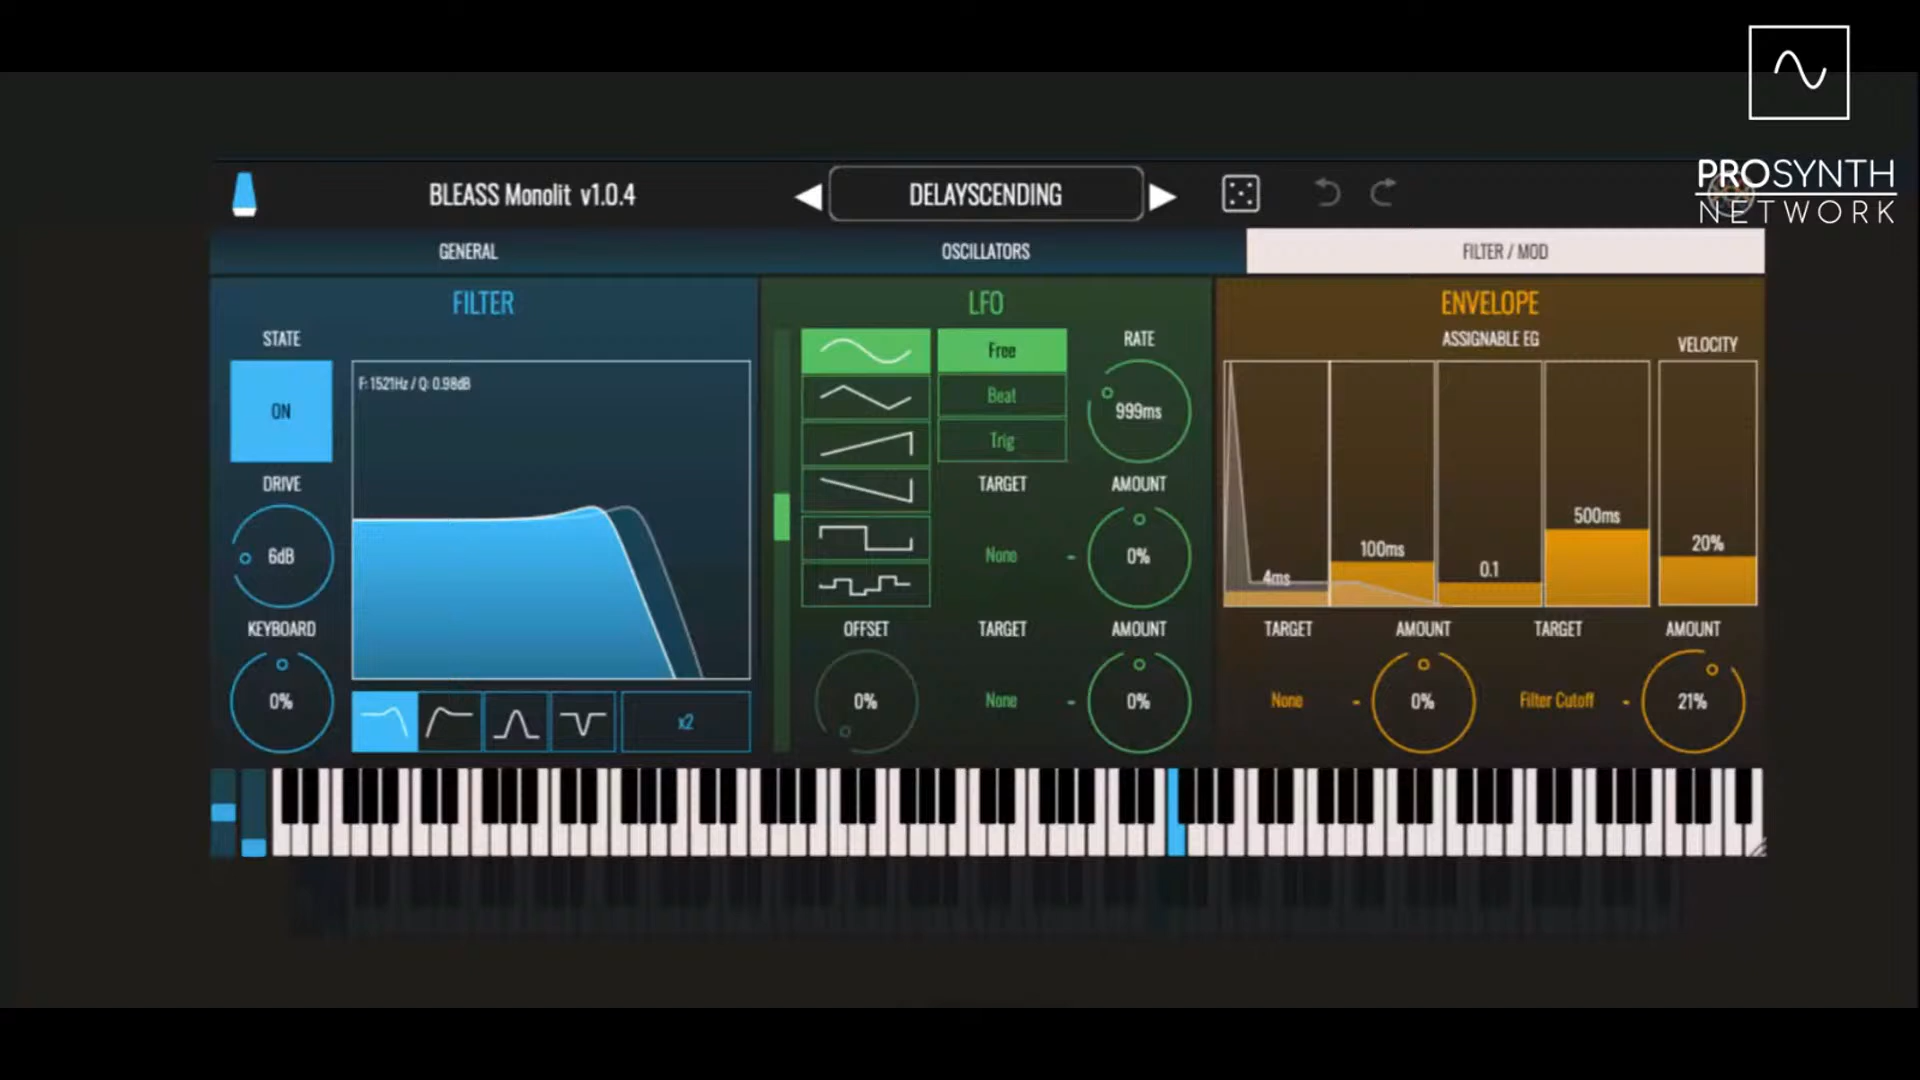 PROSYNTH
NETWORK
BLEASS Monolit v1.0.4
DELAYSCENDING
GENERAL
OSCILLATORS
FILTER / MOD
FILTER
STATE
ON
DRIVE
6dB
KEYBOARD
0%
F: 1521Hz / Q: 0.98dB
x2
LFO
Free
Beat
Trig
RATE
999ms
TARGET
None
-
AMOUNT
0%
OFFSET
0%
TARGET
None
-
AMOUNT
0%
ENVELOPE
ASSIGNABLE EG
VELOCITY
4ms
100ms
0.1
500ms
20%
TARGET
None
-
AMOUNT
0%
TARGET
Filter Cutoff
-
AMOUNT
21%